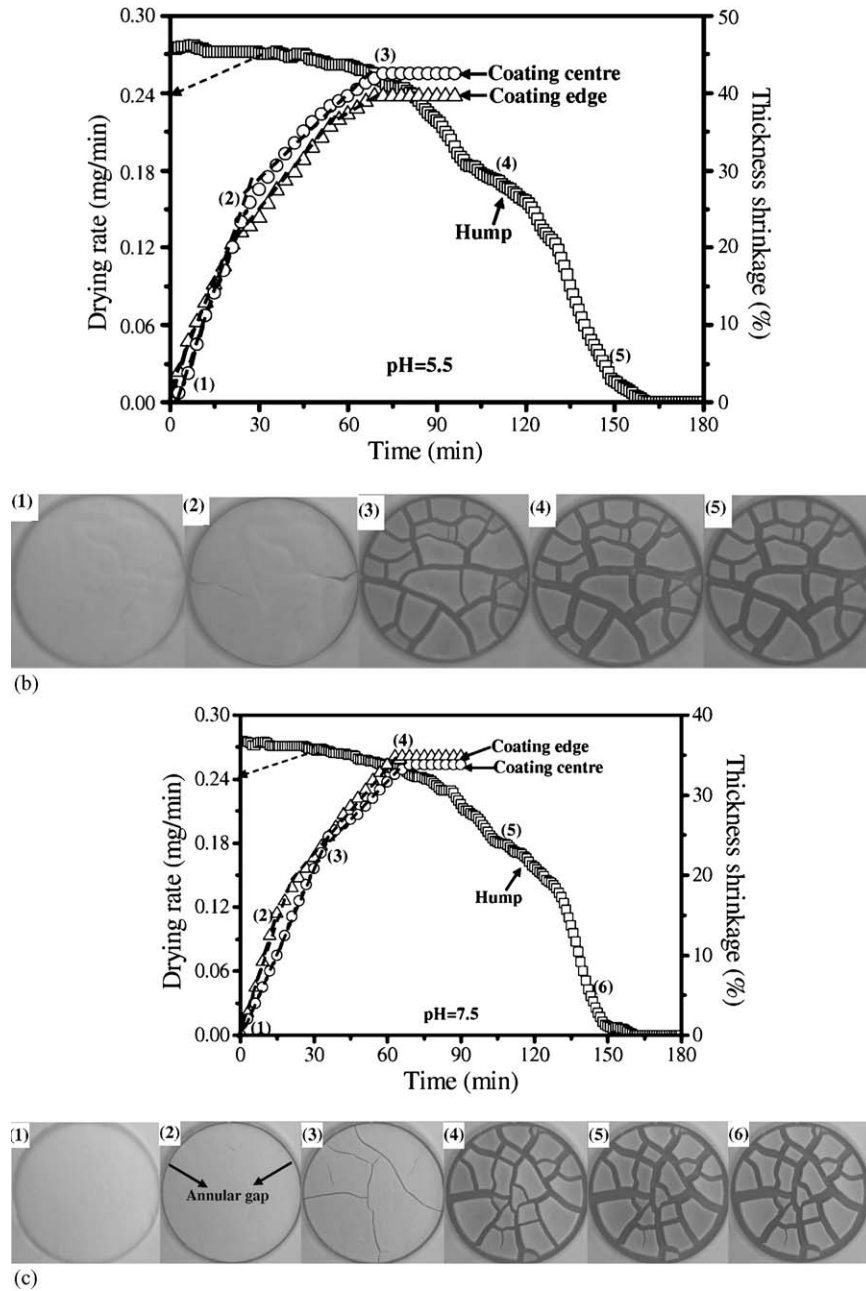 0.30
0.24
0.18
0.12
0.06
0.00
Drying rate (mg/min)
50
40
30
20
10
0
Thickness shrinkage (%)
(3)
Coating centre
Coating edge
(2)
(4)
Hump
(1)
(5)
pH=5.5
0 30 60 90 120 150 180
Time (min)
(1) (2) (3) (4) (5)
(b)
0.30
0.24
0.18
0.12
0.06
0.00
Drying rate (mg/min)
40
30
20
10
0
Thickness shrinkage (%)
(4)
Coating edge
Coating centre
(5)
(3)
Hump
(2)
(6)
(1)
pH=7.5
0 30 60 90 120 150 180
Time (min)
(1) (2) (3) (4) (5) (6)
Annular gap
(c)